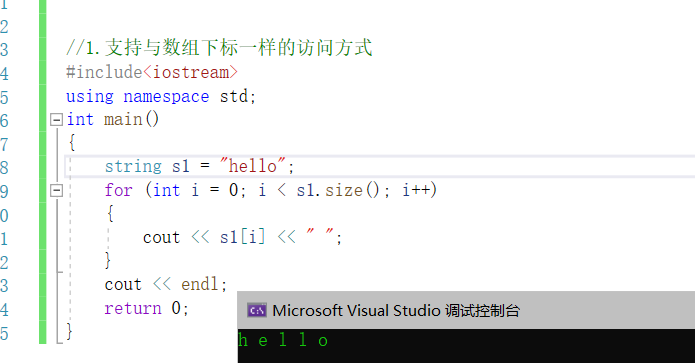 1
2
3 //1.支持与数组下标一样的访问方式
4 #include<iostream>
5 using namespace std;
6 int main()
7 {
8 string s1 = "hello";
9 for (int i = 0; i < s1.size(); i++)
0 {
1 cout << s1[i] << " ";
2 }
3 cout << endl;
4 return 0;
5 }
Microsoft Visual Studio 调试控制台
h e l l o